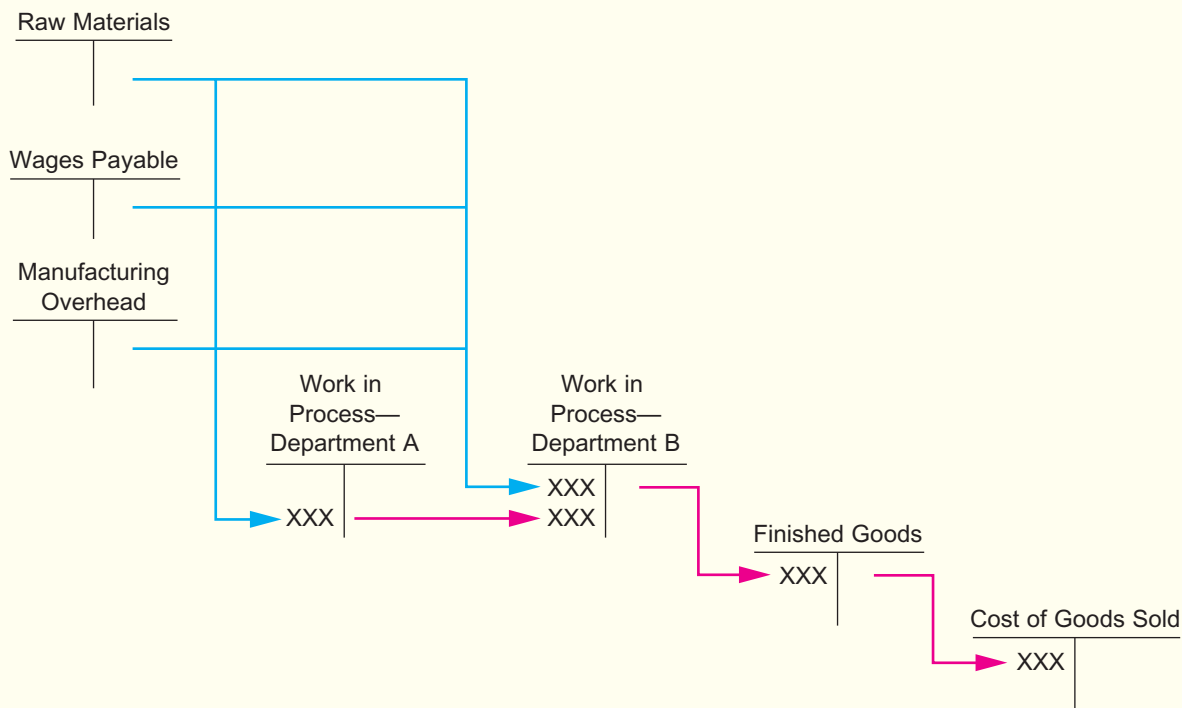 Raw Materials
Wages Payable
Manufacturing
Overhead
Work in
Process—
Department A
XXX
Work in
Process—
Department B
XXX
XXX
Finished Goods
XXX
Cost of Goods Sold
XXX